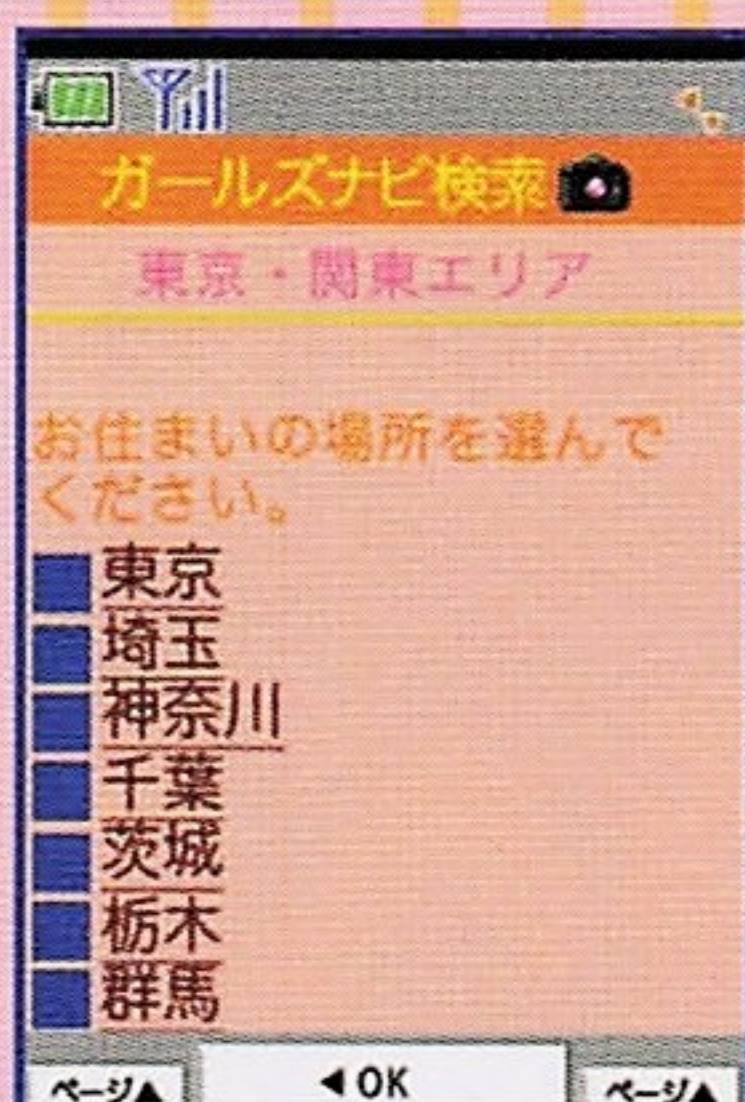 ガールズナビ検索
東京・関東エリア
お住まいの場所を選んで
ください。
東京
埼玉
神奈川
千葉
茨城
栃木
群馬
ページ▲ ◀OK ページ▲